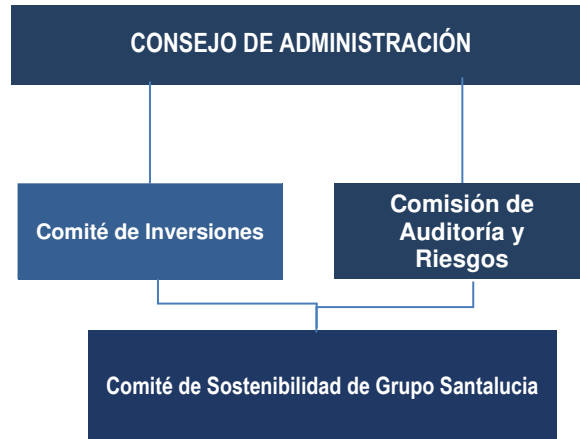 CONSEJO DE ADMINISTRACIÓN
Comité de Inversiones
Comisión de
Auditoría y
Riesgos
Comité de Sostenibilidad de Grupo Santalucia